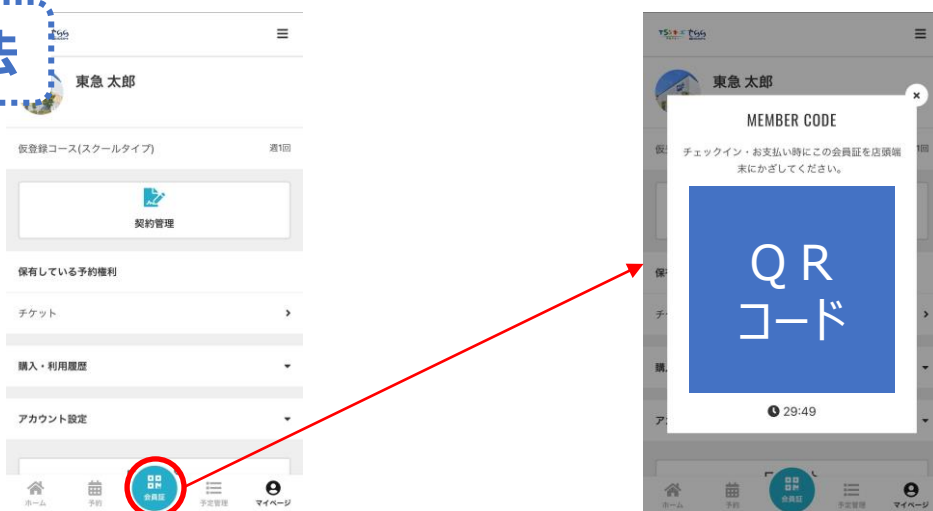 法
東急 太郎
仮登録コース(スクールタイプ)
週1回
契約管理
保有している予約権利
チケット
購入・利用履歴
アカウント設定
ホーム
予約
会員証
予定管理
マイページ
東急 太郎
MEMBER CODE
チェックイン・お支払い時にこの会員証を店頭端
末にかざしてください。
QR
コード
29:49
ホーム
予約
会員証
予定管理
マイページ